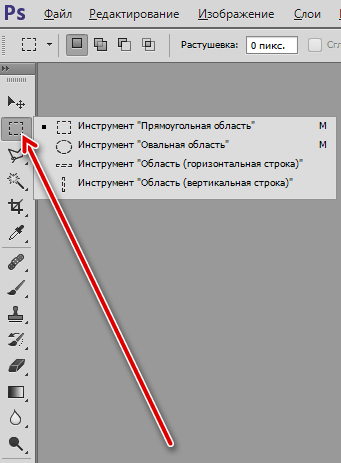 Ps Файл Редактирование Изображение Слои
Растушевка: 0 пикс. Сгл
Инструмент "Прямоугольная область" M
Инструмент "Овальная область" M
Инструмент "Область (горизонтальная строка)"
Инструмент "Область (вертикальная строка)"